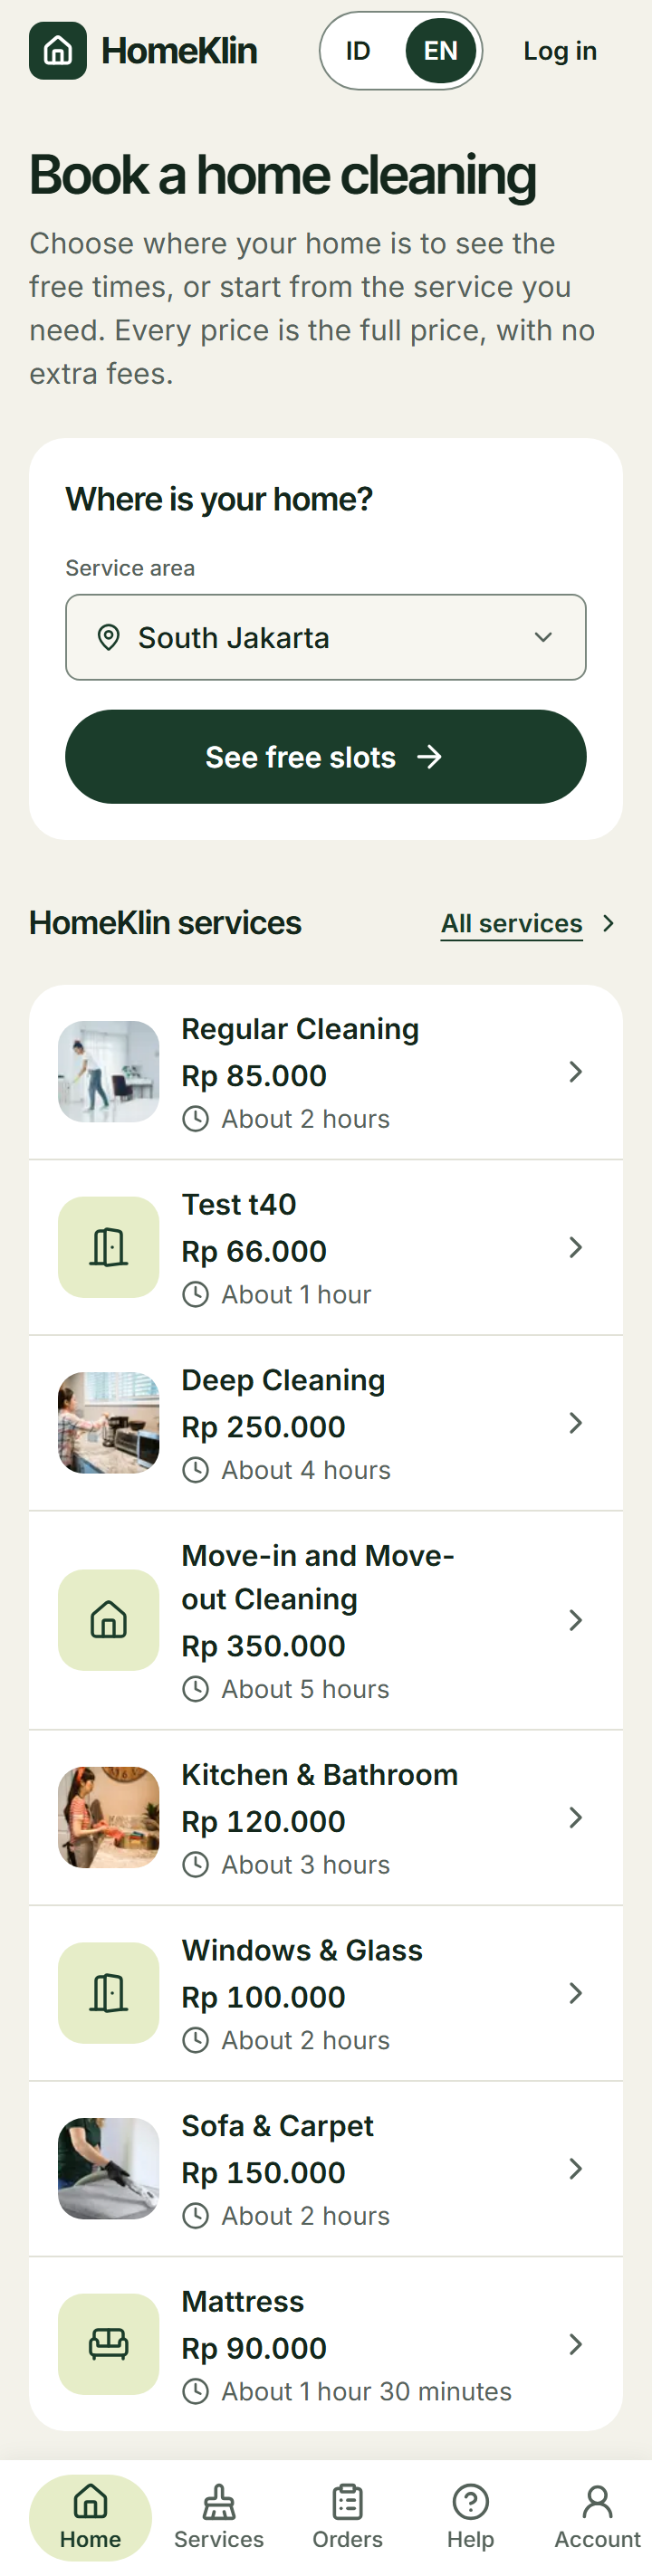 HomeKlin
ID
EN
Log in
Book a home cleaning
Choose where your home is to see the
free times, or start from the service you
need. Every price is the full price, with no
extra fees.
Where is your home?
Service area
South Jakarta
See free slots
HomeKlin services
All services
Regular Cleaning
Rp 85.000
About 2 hours
Test t40
Rp 66.000
About 1 hour
Deep Cleaning
Rp 250.000
About 4 hours
Move-in and Move-
out Cleaning
Rp 350.000
About 5 hours
Kitchen & Bathroom
Rp 120.000
About 3 hours
Windows & Glass
Rp 100.000
About 2 hours
Sofa & Carpet
Rp 150.000
About 2 hours
Mattress
Rp 90.000
About 1 hour 30 minutes
Home
Services
Orders
Help
Account